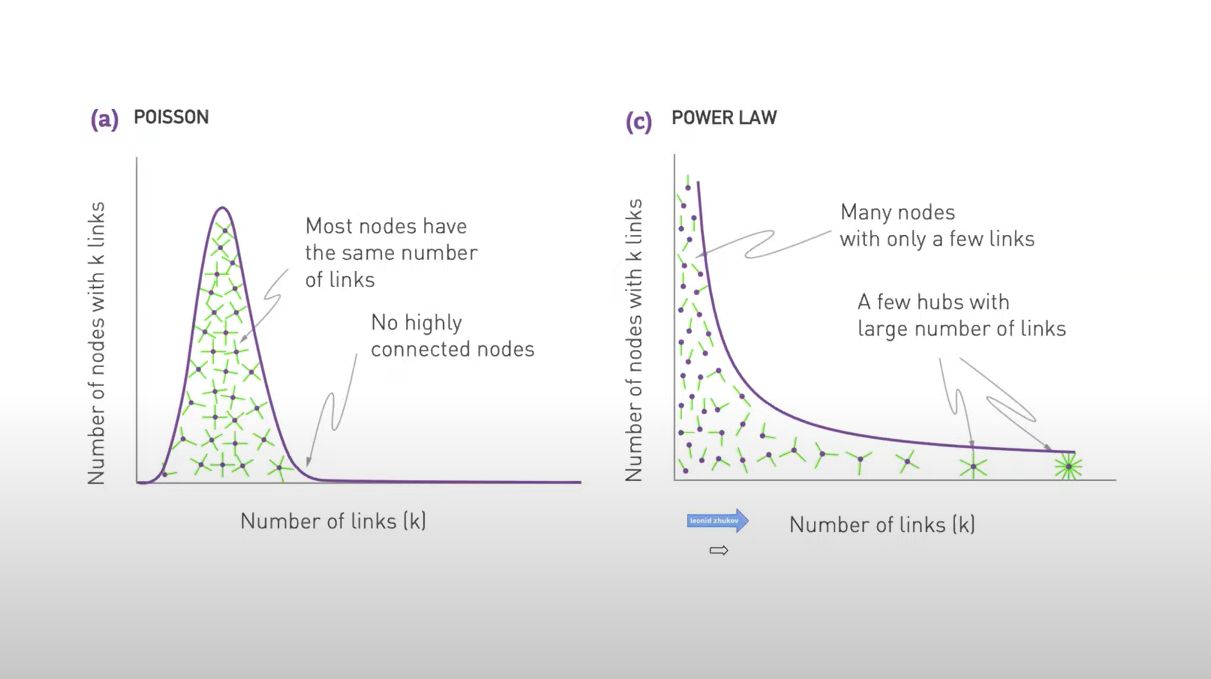 (a) POISSON
Number of nodes with k links
Most nodes have
the same number
of links
No highly
connected nodes
Number of links (k)
(c) POWER LAW
Number of nodes with k links
Many nodes
with only a few links
A few hubs with
large number of links
leonid zhukov
Number of links (k)